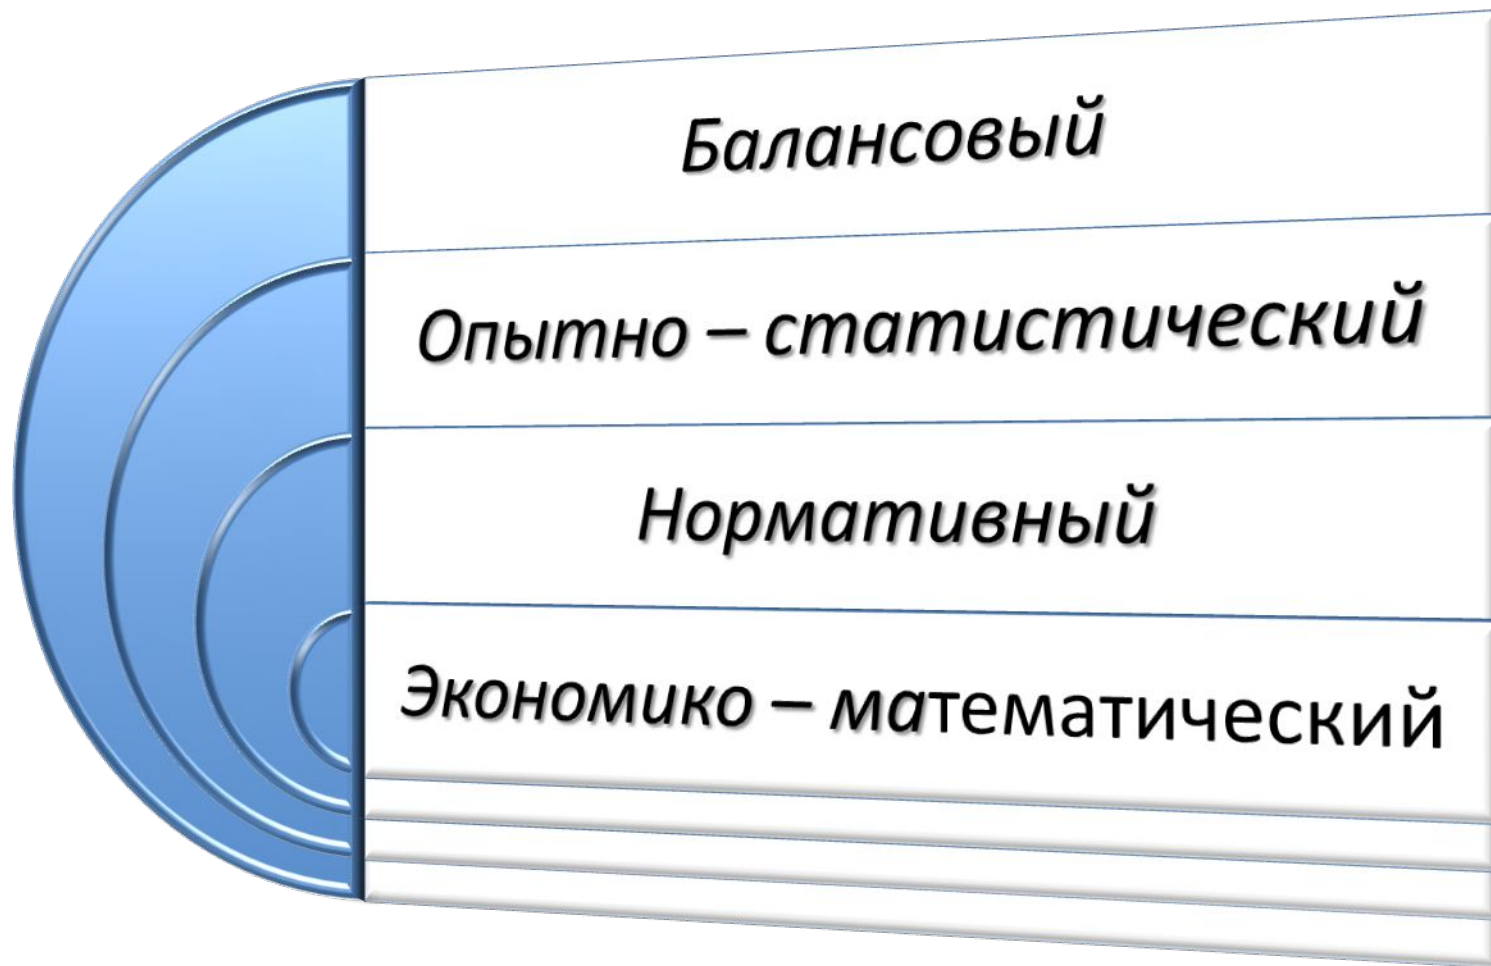 Балансовый
Опытно – статистический
Нормативный
Экономико – математический